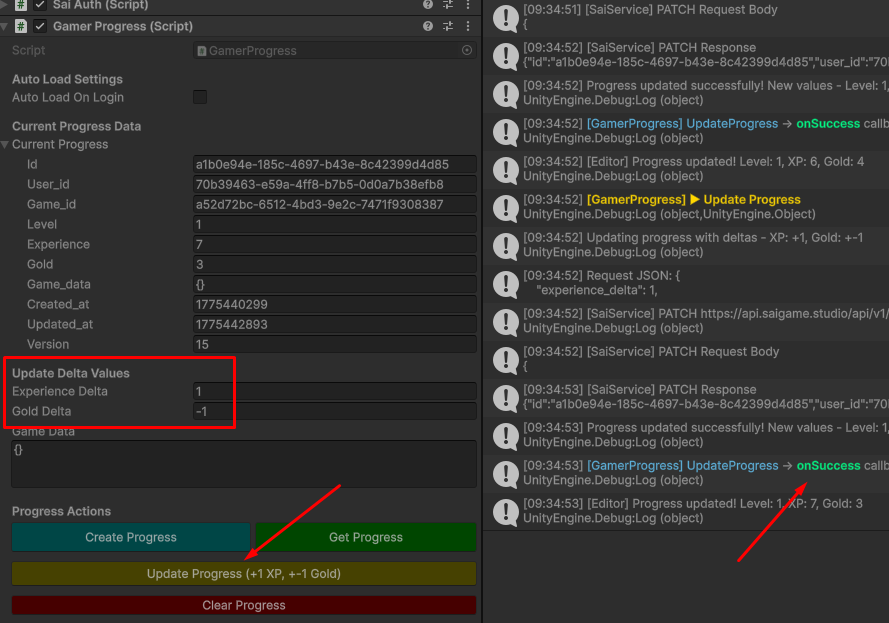 Sai Auth (Script)
# Gamer Progress (Script)
Script
GamerProgress
Auto Load Settings
Auto Load On Login
Current Progress Data
Current Progress
Id
a1b0e94e-185c-4697-b43e-8c42399d4d85
User_id
70b39463-e59a-4ff8-b7b5-0d0a7b38efb8
Game_id
a52d72bc-6512-4bd3-9e2c-7471f9308387
Level
1
Experience
7
Gold
3
Game_data
{}
Created_at
1775440299
Updated_at
1775442893
Version
15
Update Delta Values
Experience Delta
1
Gold Delta
-1
Game Data
{}
Progress Actions
Create Progress
Get Progress
Update Progress (+1 XP, +-1 Gold)
Clear Progress
[09:34:51] [SaiService] PATCH Request Body
{
[09:34:52] [SaiService] PATCH Response
{"id":"a1b0e94e-185c-4697-b43e-8c42399d4d85","user_id":"70b
[09:34:52] Progress updated successfully! New values - Level: 1,
UnityEngine.Debug:Log (object)
[09:34:52] [GamerProgress] UpdateProgress → onSuccess callb
UnityEngine.Debug:Log (object)
[09:34:52] [Editor] Progress updated! Level: 1, XP: 6, Gold: 4
UnityEngine.Debug:Log (object)
[09:34:52] [GamerProgress] ▶ Update Progress
UnityEngine.Debug:Log (object,UnityEngine.Object)
[09:34:52] Updating progress with deltas - XP: +1, Gold: +-1
UnityEngine.Debug:Log (object)
[09:34:52] Request JSON: {
"experience_delta": 1,
[09:34:52] [SaiService] PATCH https://api.saigame.studio/api/v1/
UnityEngine.Debug:Log (object)
[09:34:52] [SaiService] PATCH Request Body
{
[09:34:53] [SaiService] PATCH Response
{"id":"a1b0e94e-185c-4697-b43e-8c42399d4d85","user_id":"70b
[09:34:53] Progress updated successfully! New values - Level: 1,
UnityEngine.Debug:Log (object)
[09:34:53] [GamerProgress] UpdateProgress → onSuccess callb
UnityEngine.Debug:Log (object)
[09:34:53] [Editor] Progress updated! Level: 1, XP: 7, Gold: 3
UnityEngine.Debug:Log (object)